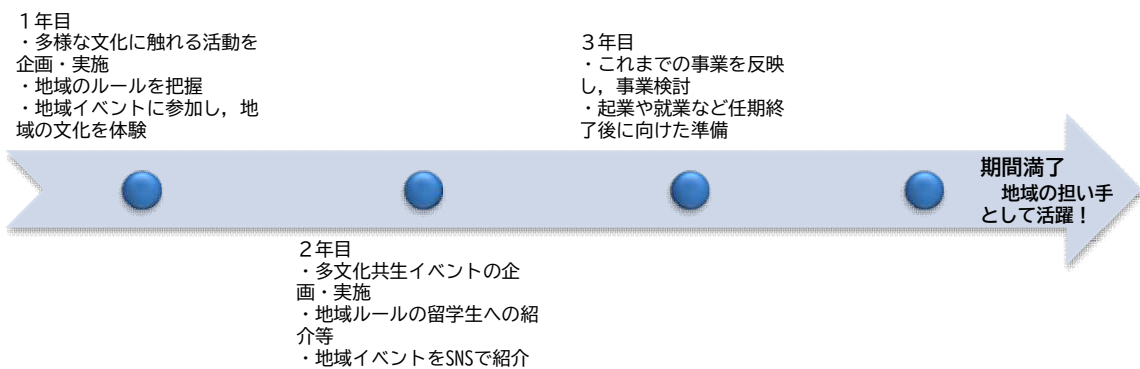 １年目
・多様な文化に触れる活動を
企画・実施
・地域のルールを把握
・地域イベントに参加し，地
域の文化を体験
２年目
・多文化共生イベントの企
画・実施
・地域ルールの留学生への紹
介等
・地域イベントをSNSで紹介
３年目
・これまでの事業を反映
し，事業検討
・起業や就業など任期終
了後に向けた準備
期間満了
地域の担い手
として活躍！